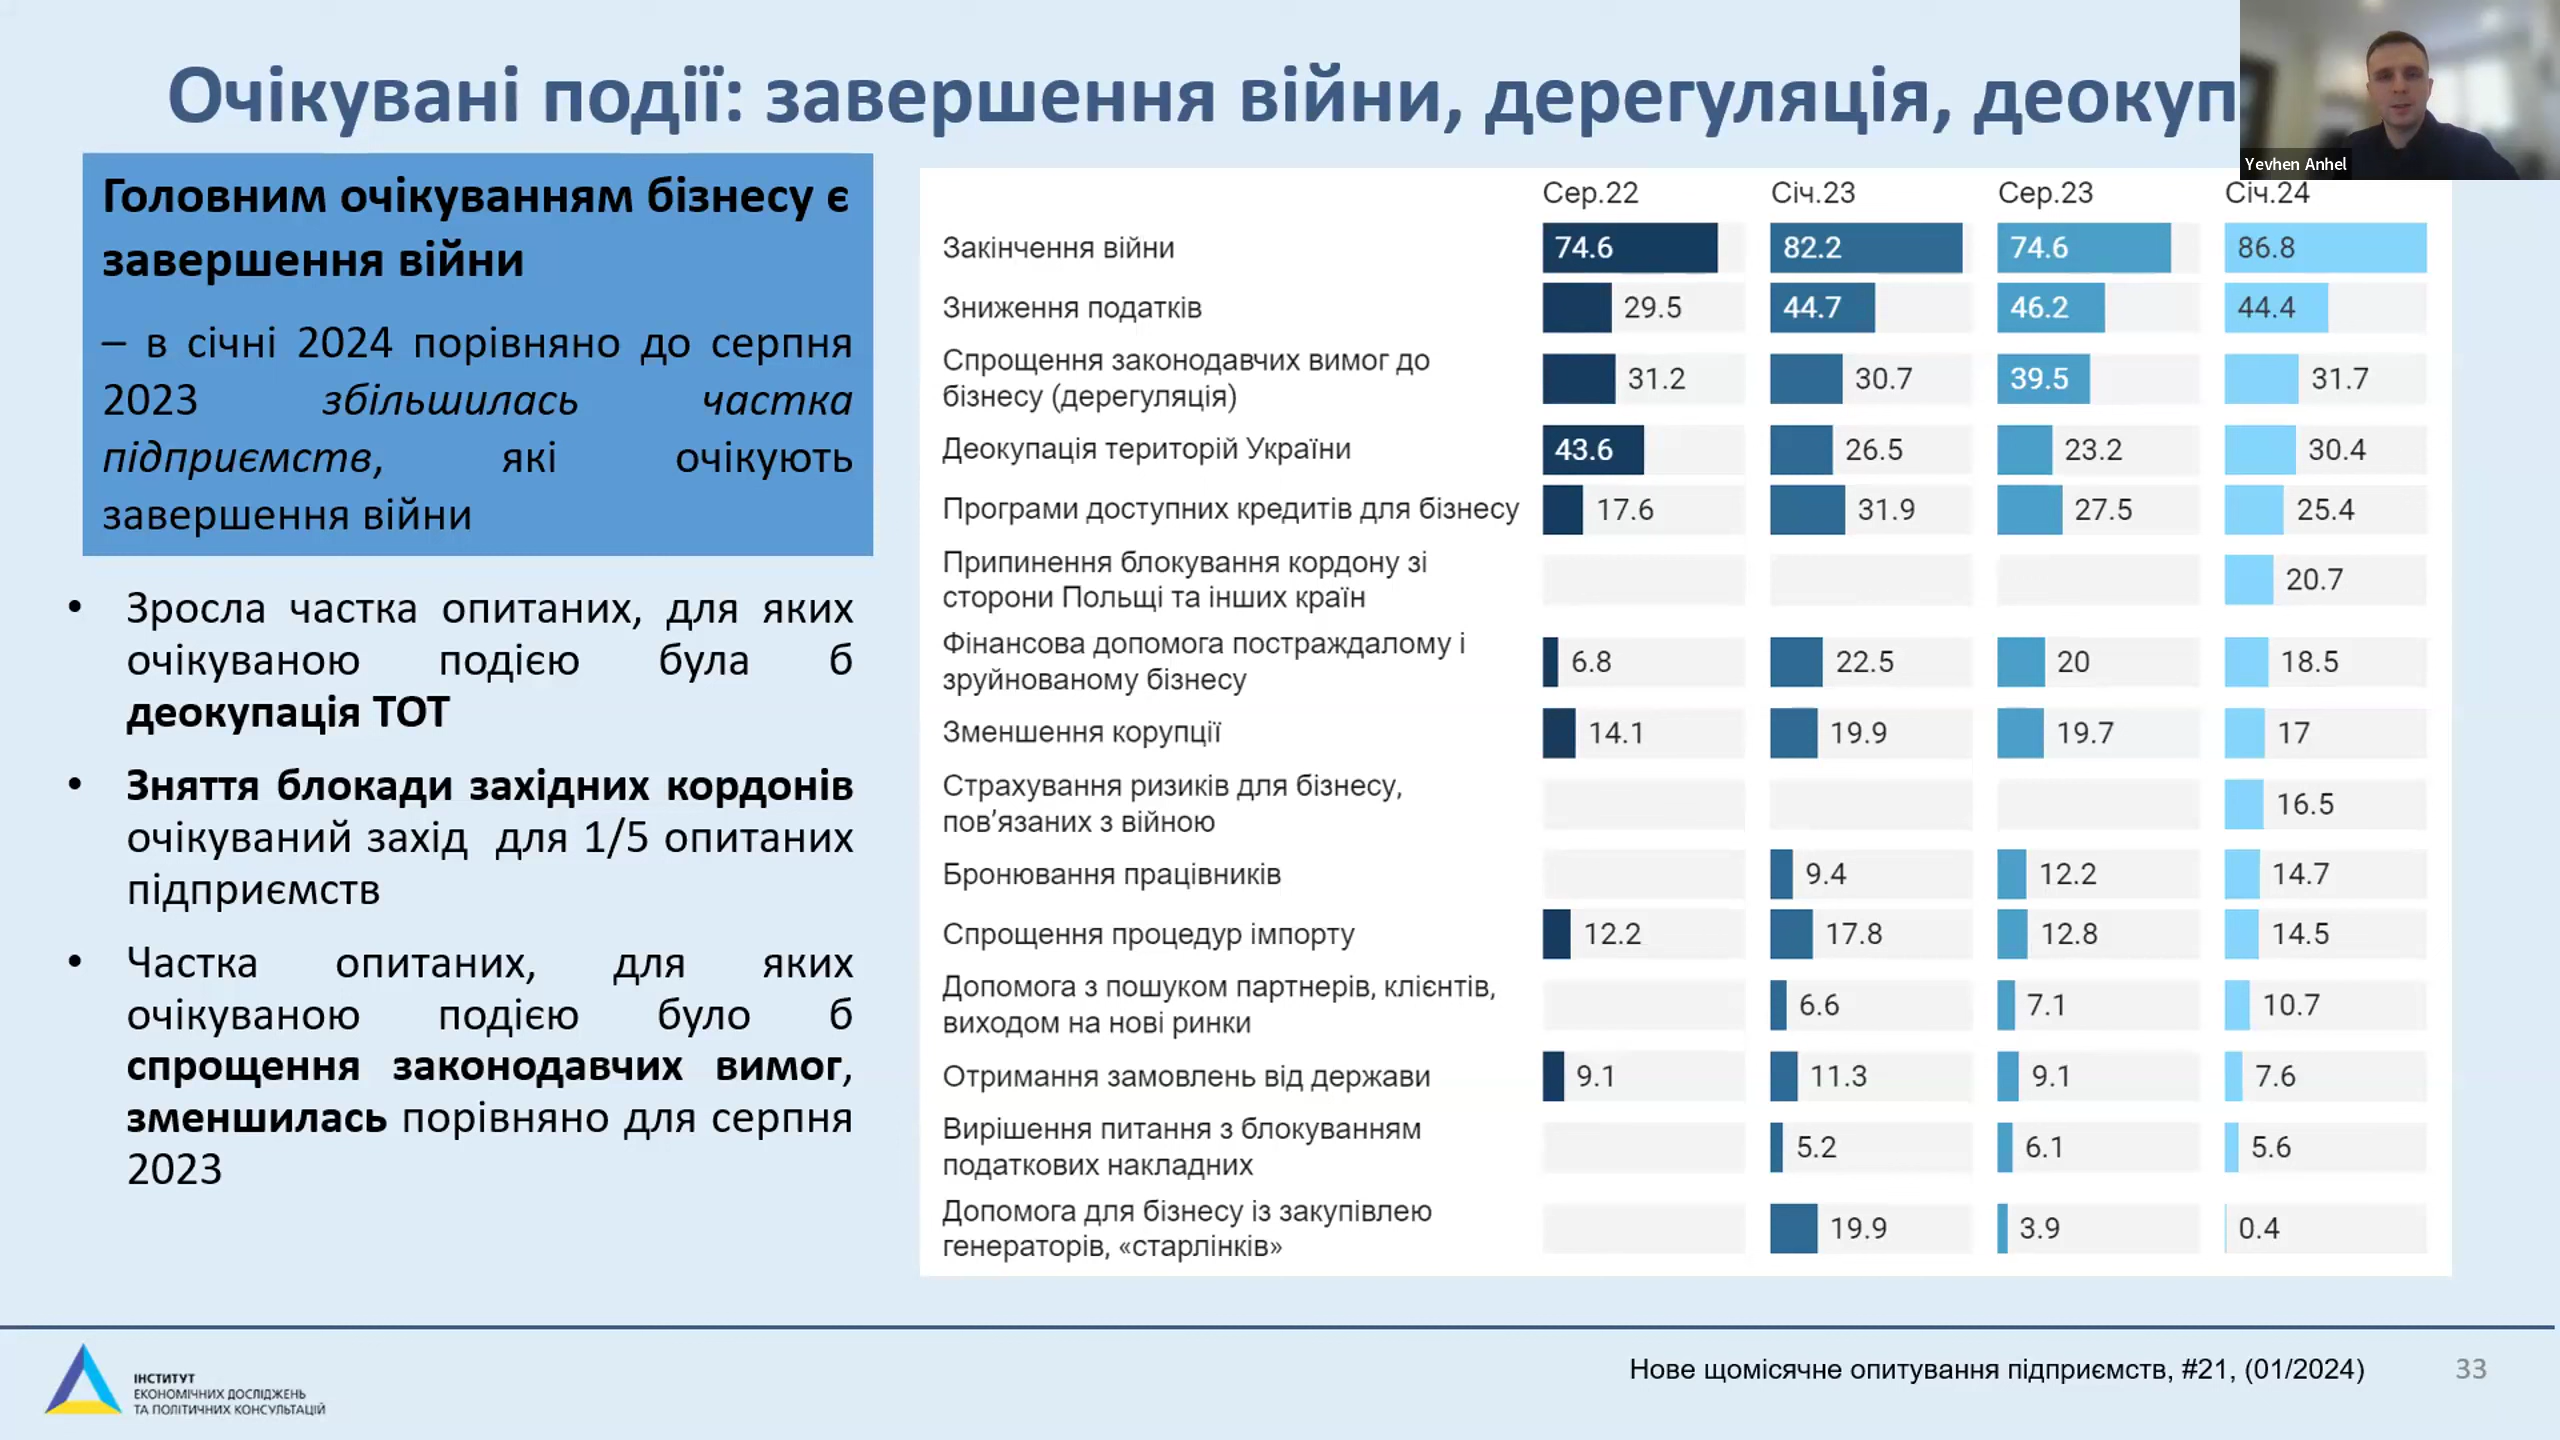 Очікувані події: завершення війни, дерегуляція, деокуп
Yevhen Anhel
Головним очікуванням бізнесу є
завершення війни
– в січні 2024 порівняно до серпня
2023 збільшилась частка
підприємств, які очікують
завершення війни
• Зросла частка опитаних, для яких
очікуваною подією була б
деокупація ТОТ
• Зняття блокади західних кордонів
очікуваний захід для 1/5 опитаних
підприємств
• Частка опитаних, для яких
очікуваною подією було б
спрощення законодавчих вимог,
зменшилась порівняно для серпня
2023
Сер.22 Січ.23 Сер.23 Січ.24
Закінчення війни 74.6 82.2 74.6 86.8
Зниження податків 29.5 44.7 46.2 44.4
Спрощення законодавчих вимог до
бізнесу (дерегуляція) 31.2 30.7 39.5 31.7
Деокупація територій України 43.6 26.5 23.2 30.4
Програми доступних кредитів для бізнесу 17.6 31.9 27.5 25.4
Припинення блокування кордону зі
сторони Польщі та інших країн 20.7
Фінансова допомога постраждалому і
зруйнованому бізнесу 6.8 22.5 20 18.5
Зменшення корупції 14.1 19.9 19.7 17
Страхування ризиків для бізнесу,
пов’язаних з війною 16.5
Бронювання працівників 9.4 12.2 14.7
Спрощення процедур імпорту 12.2 17.8 12.8 14.5
Допомога з пошуком партнерів, клієнтів,
виходом на нові ринки 6.6 7.1 10.7
Отримання замовлень від держави 9.1 11.3 9.1 7.6
Вирішення питання з блокуванням
податкових накладних 5.2 6.1 5.6
Допомога для бізнесу із закупівлею
генераторів, «старлінків» 19.9 3.9 0.4
ІНСТИТУТ
ЕКОНОМІЧНИХ ДОСЛІДЖЕНЬ
ТА ПОЛІТИЧНИХ КОНСУЛЬТАЦІЙ
Нове щомісячне опитування підприємств, #21, (01/2024) 33